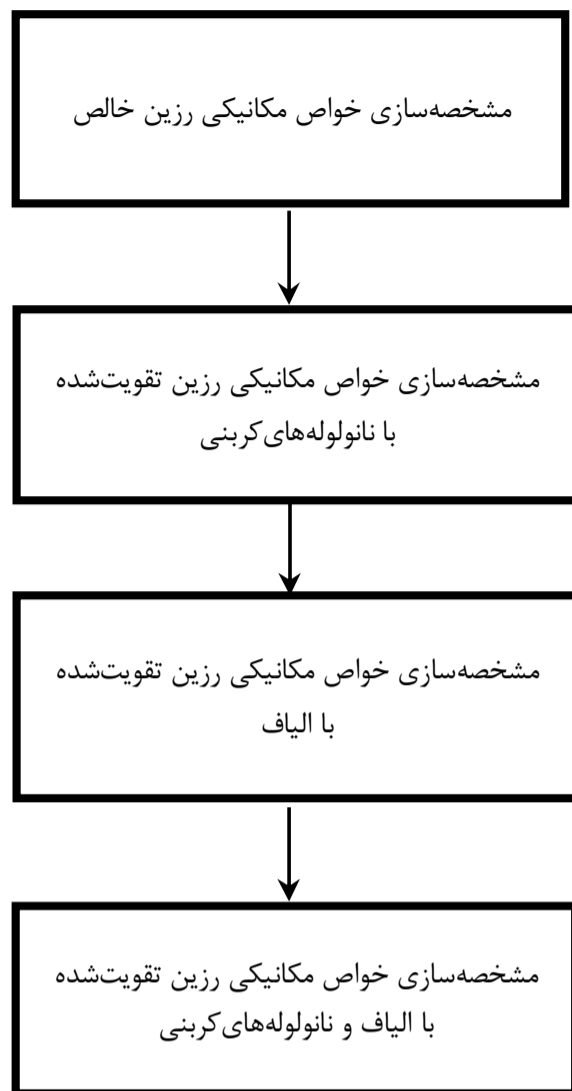 مشخصه‌سازی خواص مکانیکی رزین خالص
مشخصه‌سازی خواص مکانیکی رزین تقویت‌شده
با نانولوله‌های‌کربنی
مشخصه‌سازی خواص مکانیکی رزین تقویت‌شده
با الیاف
مشخصه‌سازی خواص مکانیکی رزین تقویت‌شده
با الیاف و نانولوله‌های‌کربنی